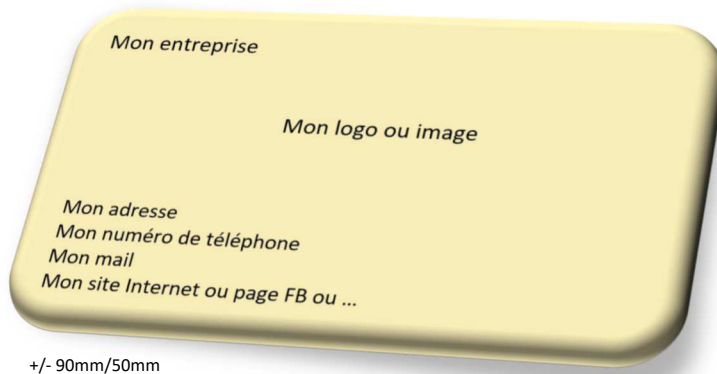 Mon entreprise
Mon logo ou image
Mon adresse
Mon numéro de téléphone
Mon mail
Mon site Internet ou page FB ou ...
+/- 90mm/50mm